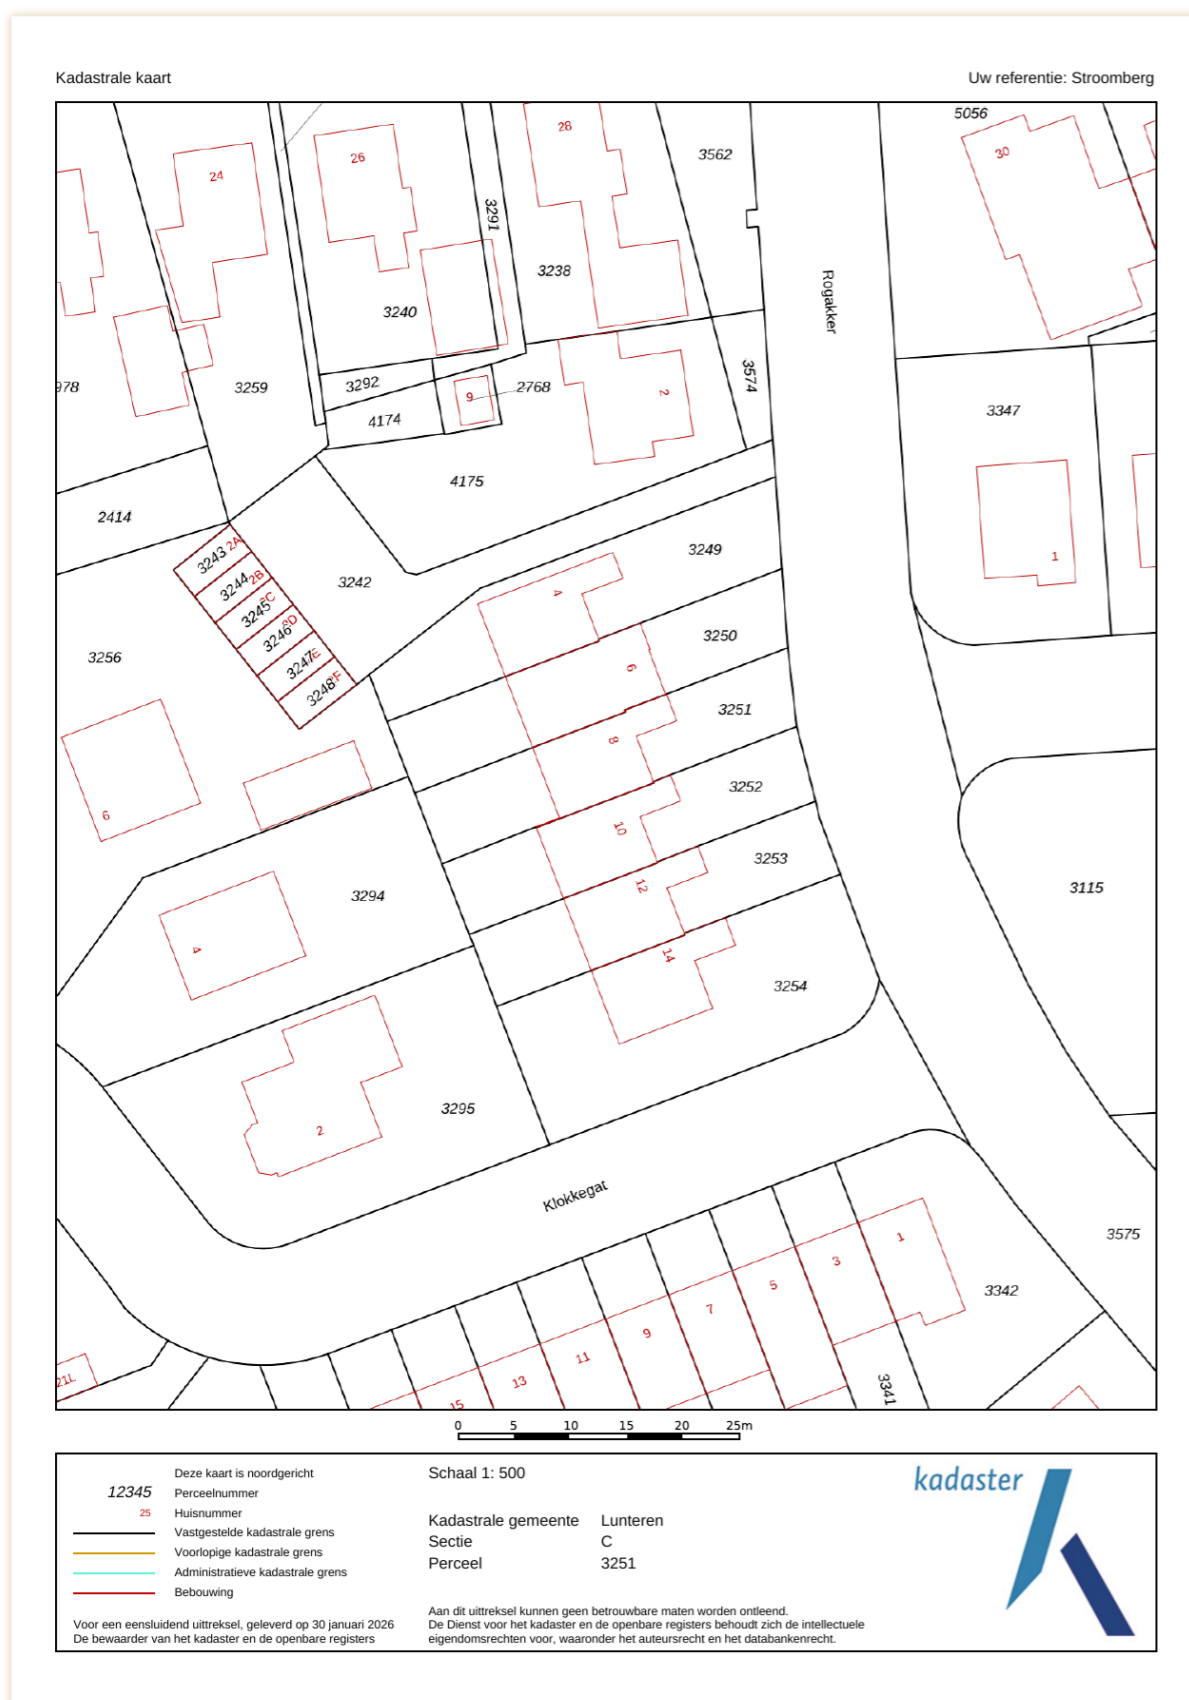 Kadastrale kaart
Uw referentie: Stroomberg
5056
28
3562
30
26
24
3291
3238
Rogakker
3240
3259
978
3292
9
2768
2
3574
3347
4174
4175
2414
3249
1
3243 2A
3244 2B
3242
4
3245
3246
3250
3256
3247
6
3248
3251
8
3252
6
10
3253
12
3294
3115
4
14
3254
3295
2
Klokkegat
3575
1
3
3342
5
7
9
11
13
21L
3341
15
0 5 10 15 20 25m
Deze kaart is noordgericht
12345 Perceelnummer
25 Huisnummer
Vastgestelde kadastrale grens
Voorlopige kadastrale grens
Administratieve kadastrale grens
Bebouwing
Voor een eensluidend uittreksel, geleverd op 30 januari 2026
De bewaarder van het kadaster en de openbare registers
Schaal 1: 500
Kadastrale gemeente Lunteren
Sectie C
Perceel 3251
Aan dit uittreksel kunnen geen betrouwbare maten worden ontleend.
De Dienst voor het kadaster en de openbare registers behoudt zich de intellectuele
eigendomsrechten voor, waaronder het auteursrecht en het databankenrecht.
kadaster